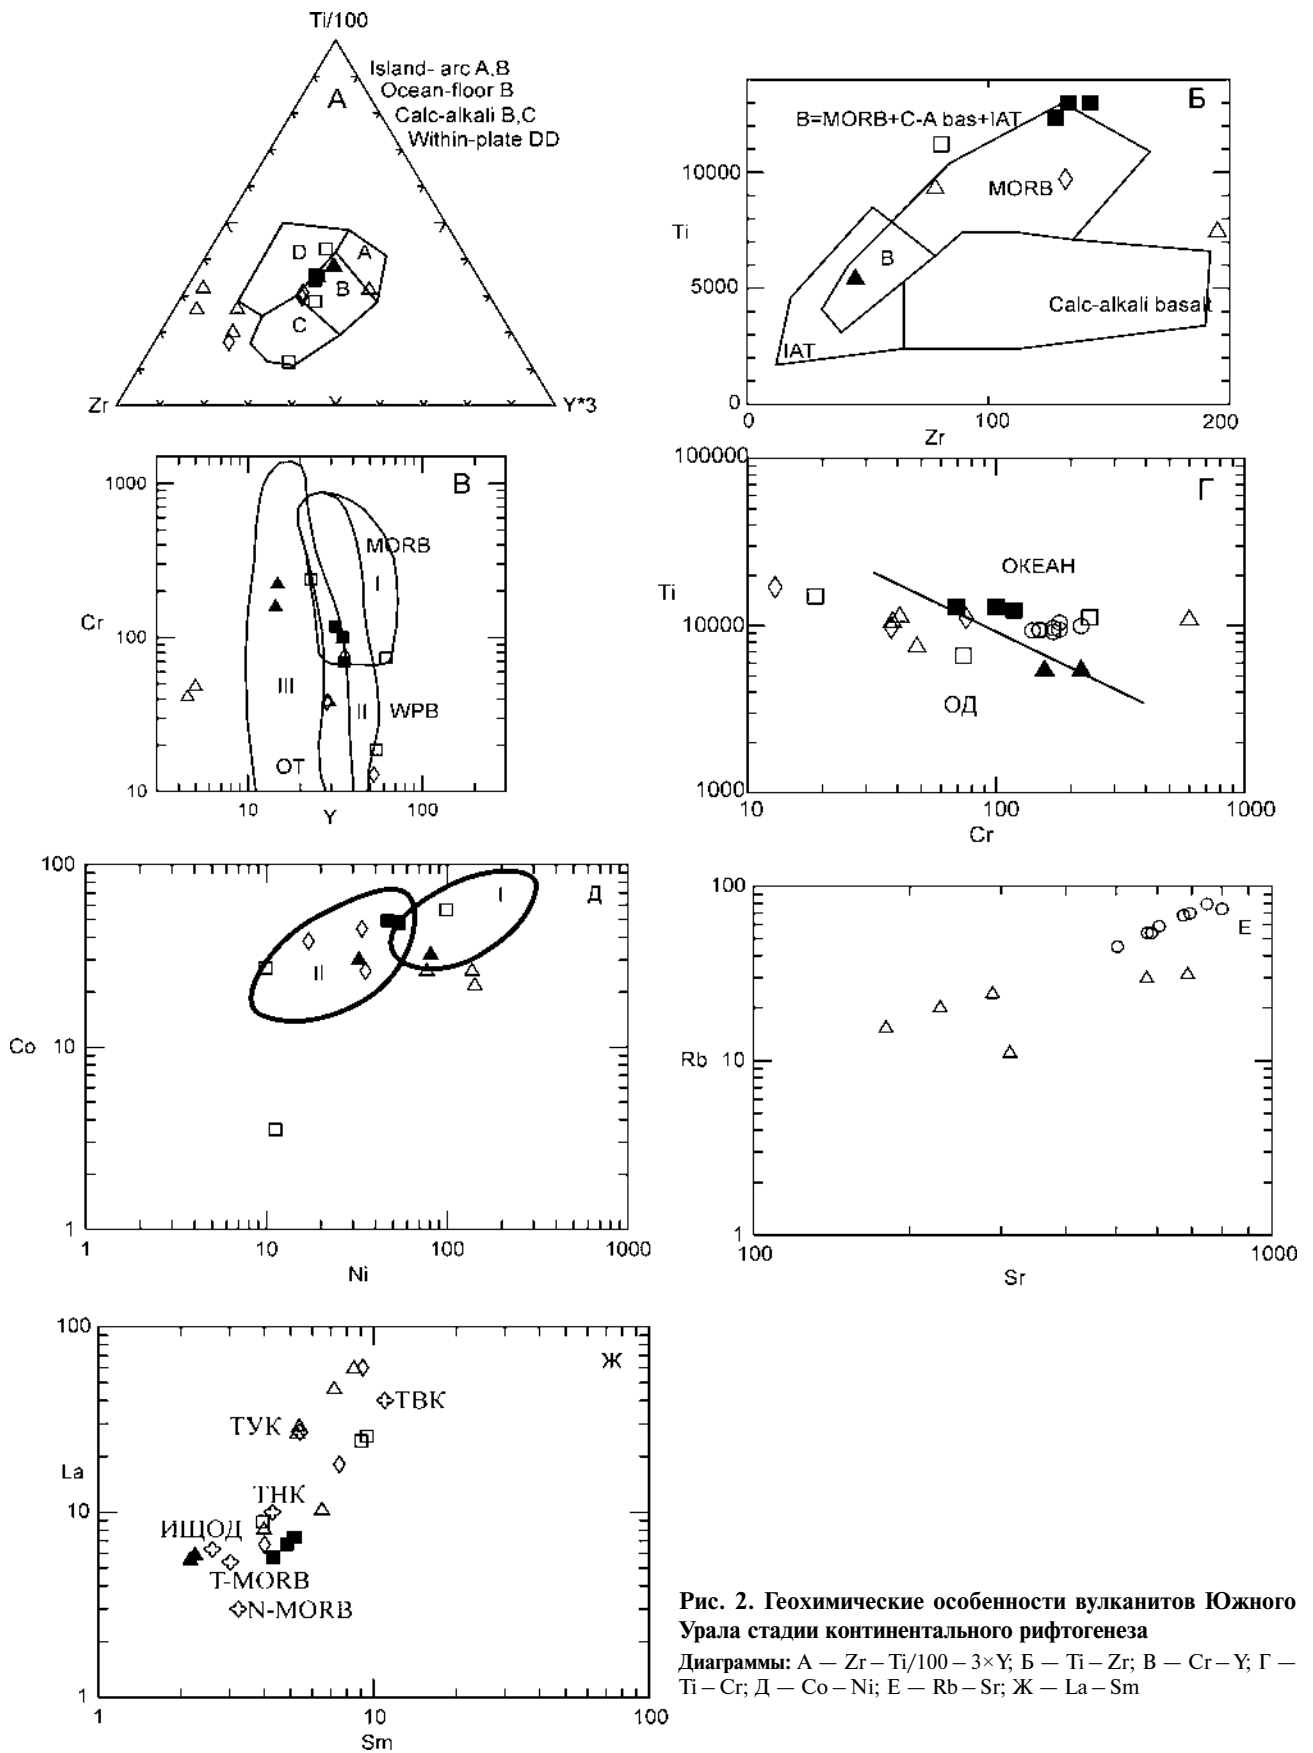 Ti/100
Island- arc A,B
Ocean-floor B
Calc-alkali B,C
Within-plate DD
A
D
A
B
C
Zr
Y*3
Б
B=MORB+C-A bas+IAT
10000
MORB
Ti
B
5000
Calc-alkali basalt
IAT
0
0
100
200
Zr
1000
В
MORB
I
Cr
100
III
II
WPB
OT
10
10
100
Y
100000
Г
ОКЕАН
Ti
10000
ОД
1000
10
100
1000
Cr
100
Д
I
II
Co
10
1
1
10
100
1000
Ni
100
Е
Rb
10
1
100
1000
Sr
100
Ж
ТВК
ТУК
La
ТНК
10
ИЩОД
T-MORB
N-MORB
1
1
10
100
Sm
Рис. 2. Геохимические особенности вулканитов Южного
Урала стадии континентального рифтогенеза
Диаграммы: А — Zr – Ti/100 – 3×Y; Б — Ti – Zr; В — Cr – Y; Г —
Ti – Cr; Д — Co – Ni; Е — Rb – Sr; Ж — La – Sm